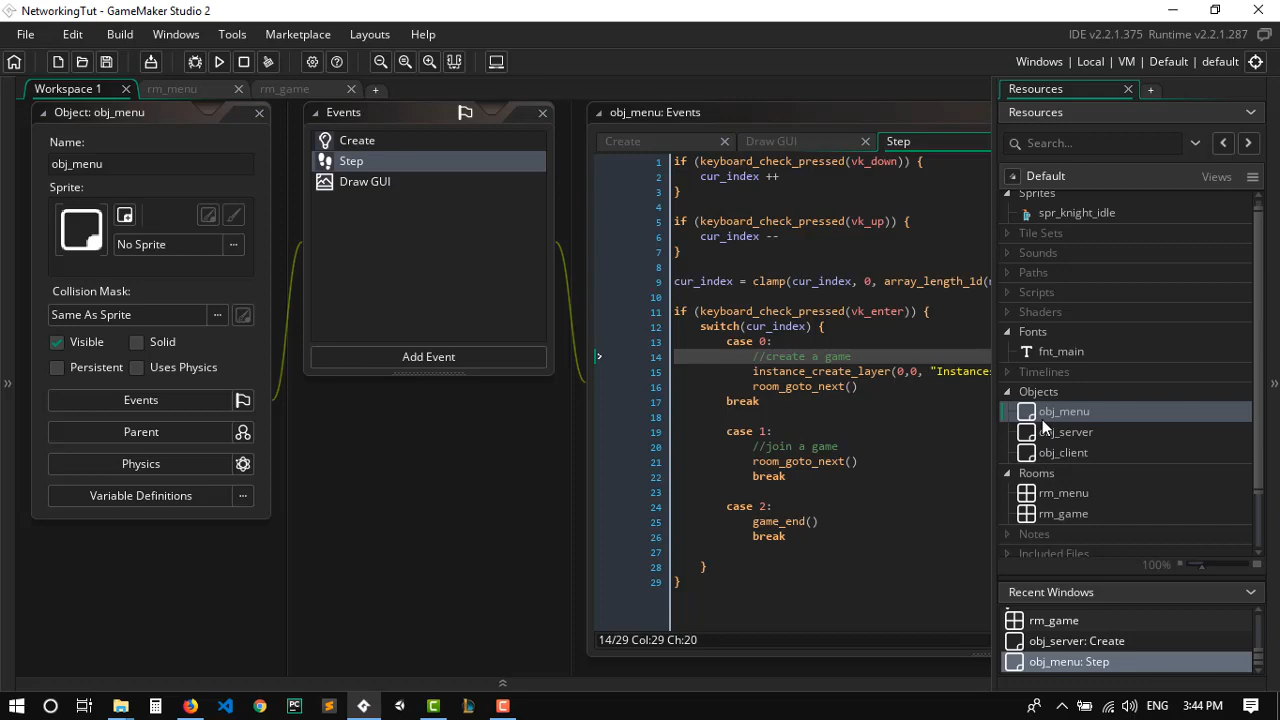 NetworkingTut - GameMaker Studio 2
File Edit Build Windows Tools Marketplace Layouts Help
IDE v2.2.1.375 Runtime v2.2.1.287
Windows | Local | VM | Default | default
Workspace 1
rm_menu
rm_game
Object: obj_menu
Name:
obj_menu
Sprite:
No Sprite
Collision Mask:
Same As Sprite
Visible
Solid
Persistent
Uses Physics
Events
Parent
Physics
Variable Definitions
Events
Create
Step
Draw GUI
Add Event
obj_menu: Events
Create
Draw GUI
Step
1 if (keyboard_check_pressed(vk_down)) {
2 cur_index ++
3 }
4
5 if (keyboard_check_pressed(vk_up)) {
6 cur_index --
7 }
8
9 cur_index = clamp(cur_index, 0, array_length_1d(
10
11 if (keyboard_check_pressed(vk_enter)) {
12 switch(cur_index) {
13 case 0:
14 //create a game
15 instance_create_layer(0,0, "Instances
16 room_goto_next()
17 break
18
19 case 1:
20 //join a game
21 room_goto_next()
22 break
23
24 case 2:
25 game_end()
26 break
27
28 }
29 }
14/29 Col:29 Ch:20
Resources
Resources
Search...
Default
Views
Sprites
spr_knight_idle
Tile Sets
Sounds
Paths
Scripts
Shaders
Fonts
fnt_main
Timelines
Objects
obj_menu
obj_server
obj_client
Rooms
rm_menu
rm_game
Notes
Included Files
100%
Recent Windows
rm_game
obj_server: Create
obj_menu: Step
ENG 3:44 PM